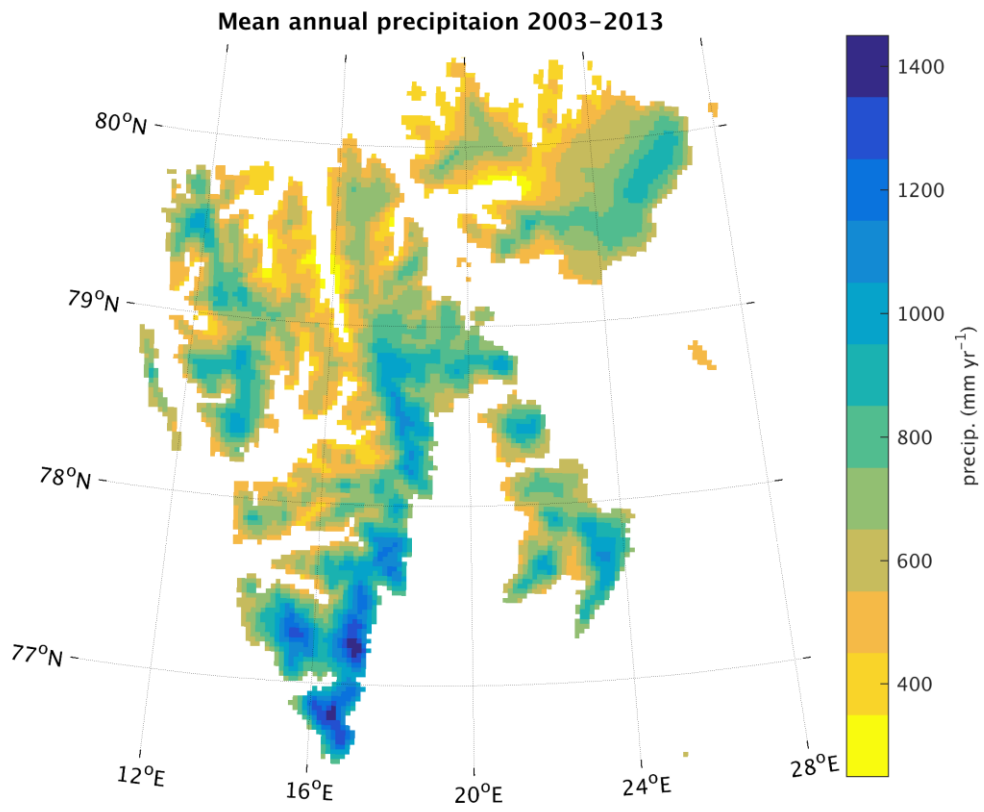 Mean annual precipitaion 2003–2013
80°N
79°N
78°N
77°N
12°E
16°E
20°E
24°E
28°E
1400
1200
1000
800
600
400
precip. (mm yr⁻¹)